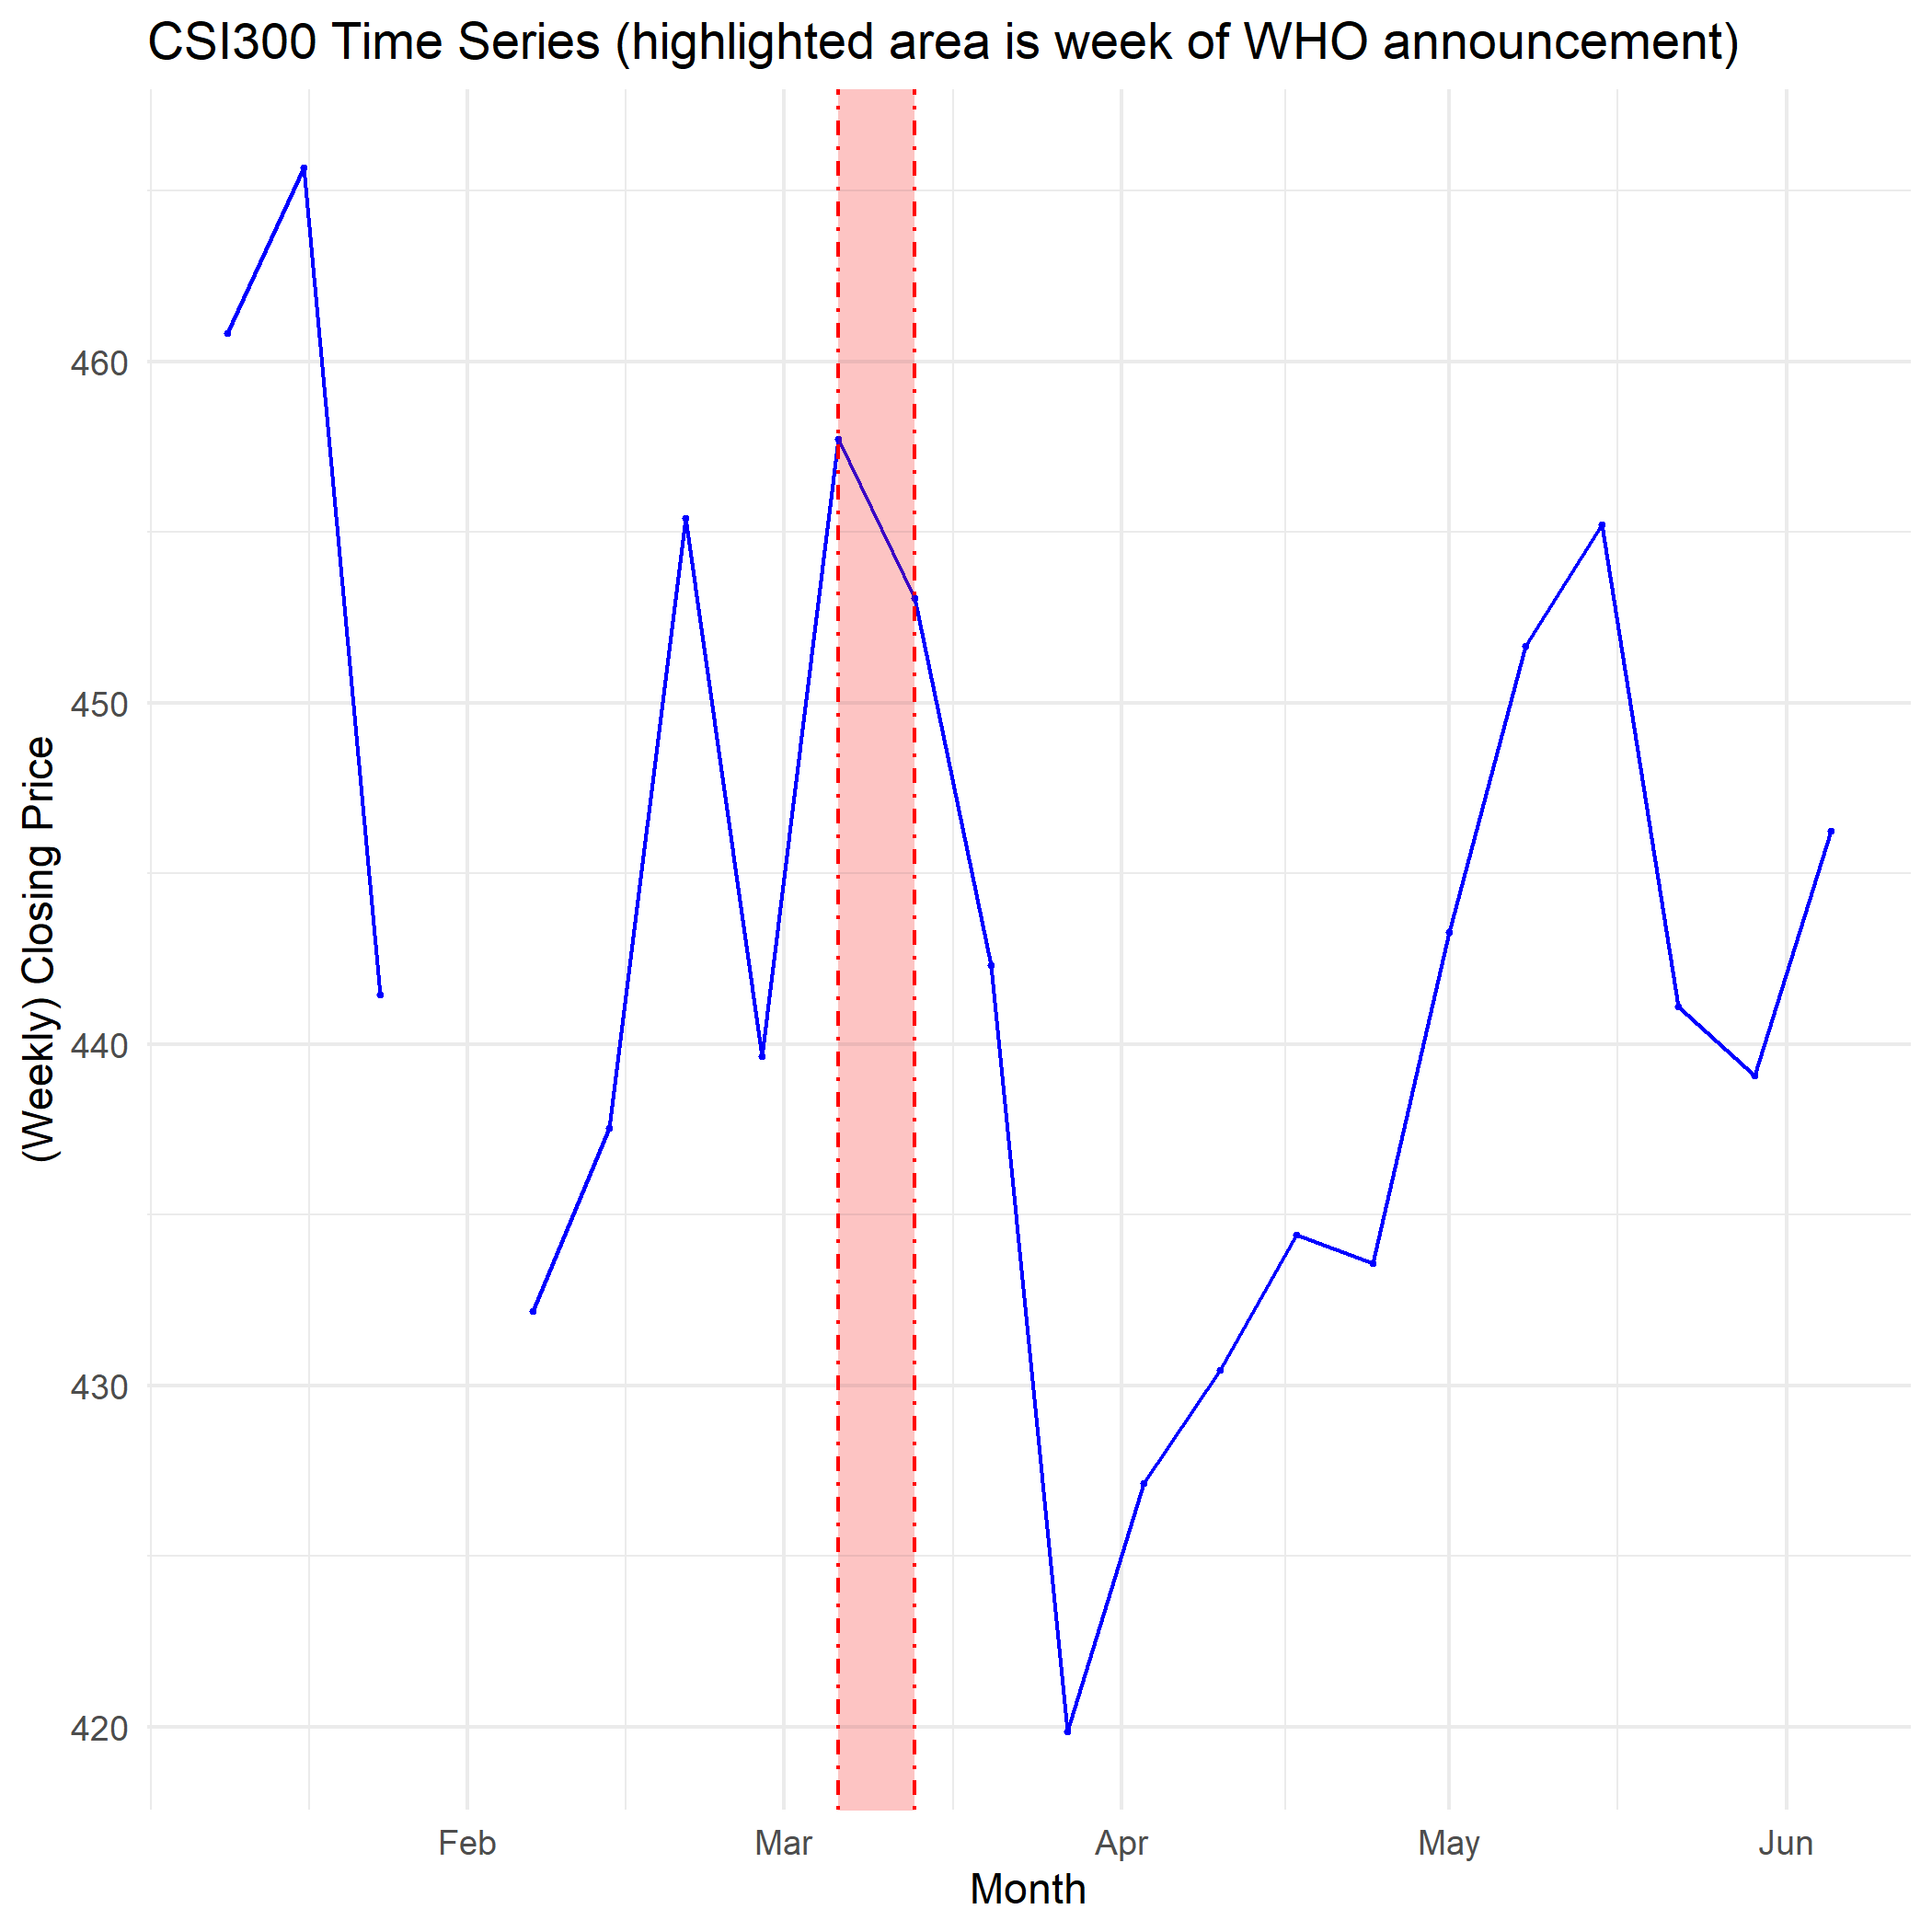 CSI300 Time Series (highlighted area is week of WHO announcement)
(Weekly) Closing Price
460
450
440
430
420
Feb Mar Apr May Jun
Month